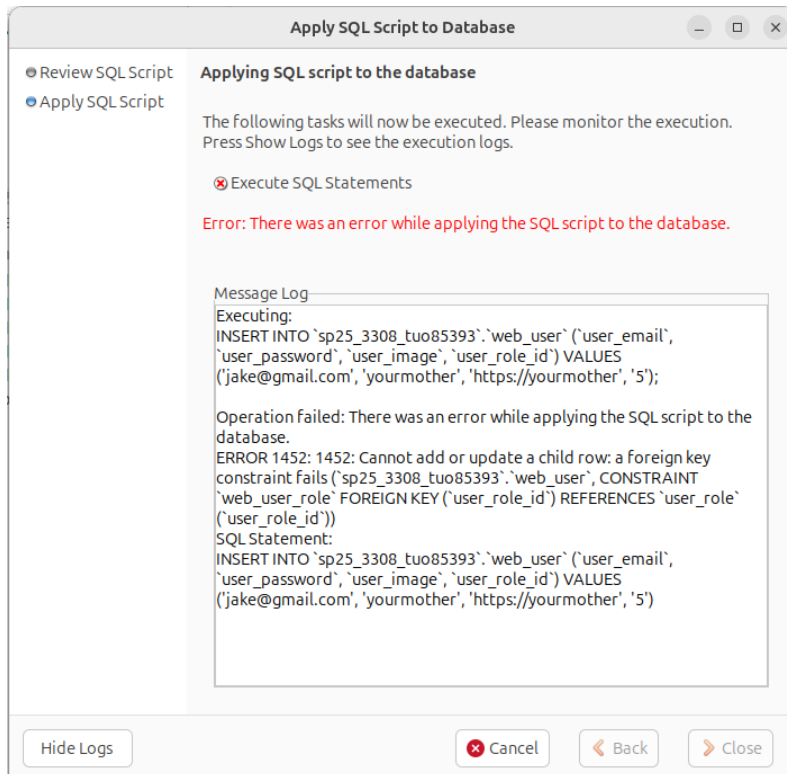 Apply SQL Script to Database
Review SQL Script
Apply SQL Script
Applying SQL script to the database
The following tasks will now be executed. Please monitor the execution.
Press Show Logs to see the execution logs.
Execute SQL Statements
Error: There was an error while applying the SQL script to the database.
Message Log
Executing:
INSERT INTO `sp25_3308_tuo85393`.`web_user` (`user_email`,
`user_password`, `user_image`, `user_role_id`) VALUES
('jake@gmail.com', 'yourmother', 'https://yourmother', '5');
Operation failed: There was an error while applying the SQL script to the
database.
ERROR 1452: 1452: Cannot add or update a child row: a foreign key
constraint fails (`sp25_3308_tuo85393`.`web_user`, CONSTRAINT
`web_user_role` FOREIGN KEY (`user_role_id`) REFERENCES `user_role`
(`user_role_id`))
SQL Statement:
INSERT INTO `sp25_3308_tuo85393`.`web_user` (`user_email`,
`user_password`, `user_image`, `user_role_id`) VALUES
('jake@gmail.com', 'yourmother', 'https://yourmother', '5')
Hide Logs
Cancel
Back
Close